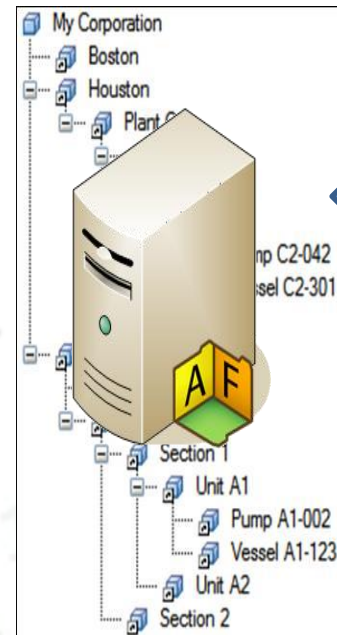 My Corporation
Boston
Houston
Plant
mp C2-042
ssel C2-301
A F
Section 1
Unit A1
Pump A1-002
Vessel A1-123
Unit A2
Section 2